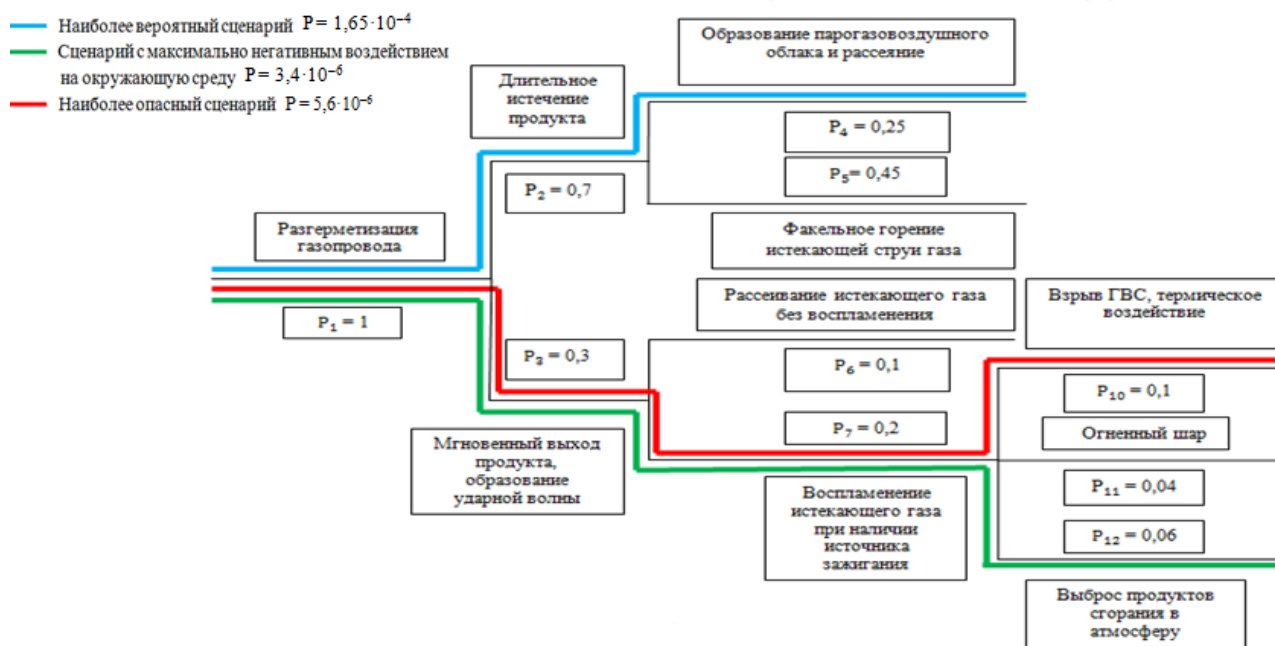 Наиболее вероятный сценарий P = 1,65·10⁻⁴
Сценарий с максимально негативным воздействием
на окружающую среду P = 3,4·10⁻⁶
Наиболее опасный сценарий P = 5,6·10⁻⁶
Образование парогазовоздушного
облака и рассеяние
Длительное
истечение
продукта
P₄ = 0,25
P₅= 0,45
P₂ = 0,7
Разгерметизация
газопровода
Факельное горение
истекающей струи газа
Рассеивание истекающего газа
без воспламенения
Взрыв ГВС, термическое
воздействие
P₁ = 1
P₃ = 0,3
P₆ = 0,1
P₁₀ = 0,1
P₇ = 0,2
Огненный шар
Мгновенный выход
продукта,
образование
ударной волны
Воспламенение
истекающего газа
при наличии
источника
зажигания
P₁₁ = 0,04
P₁₂ = 0,06
Выброс продуктов
сгорания в
атмосферу